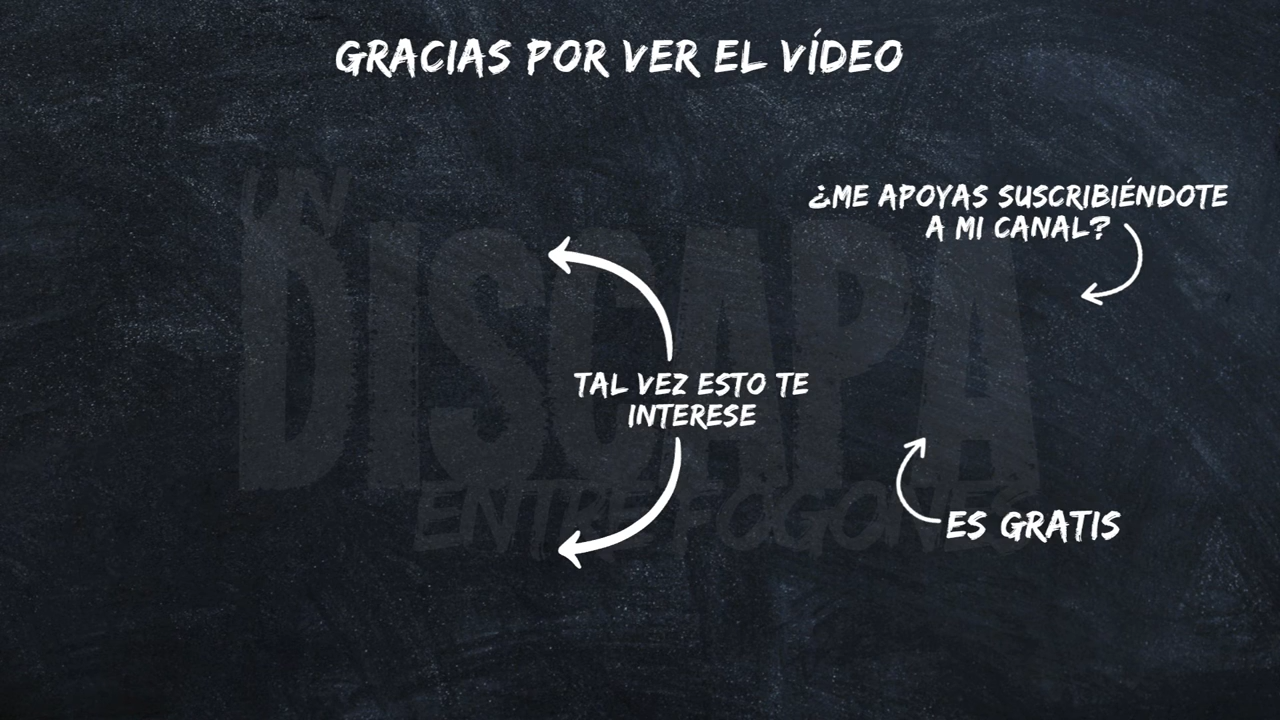 GRACIAS POR VER EL VÍDEO
UN
DISCAPA
ENTRE FOGONES
¿ME APOYAS SUSCRIBIÉNDOTE
A MI CANAL?
TAL VEZ ESTO TE
INTERESE
ES GRATIS